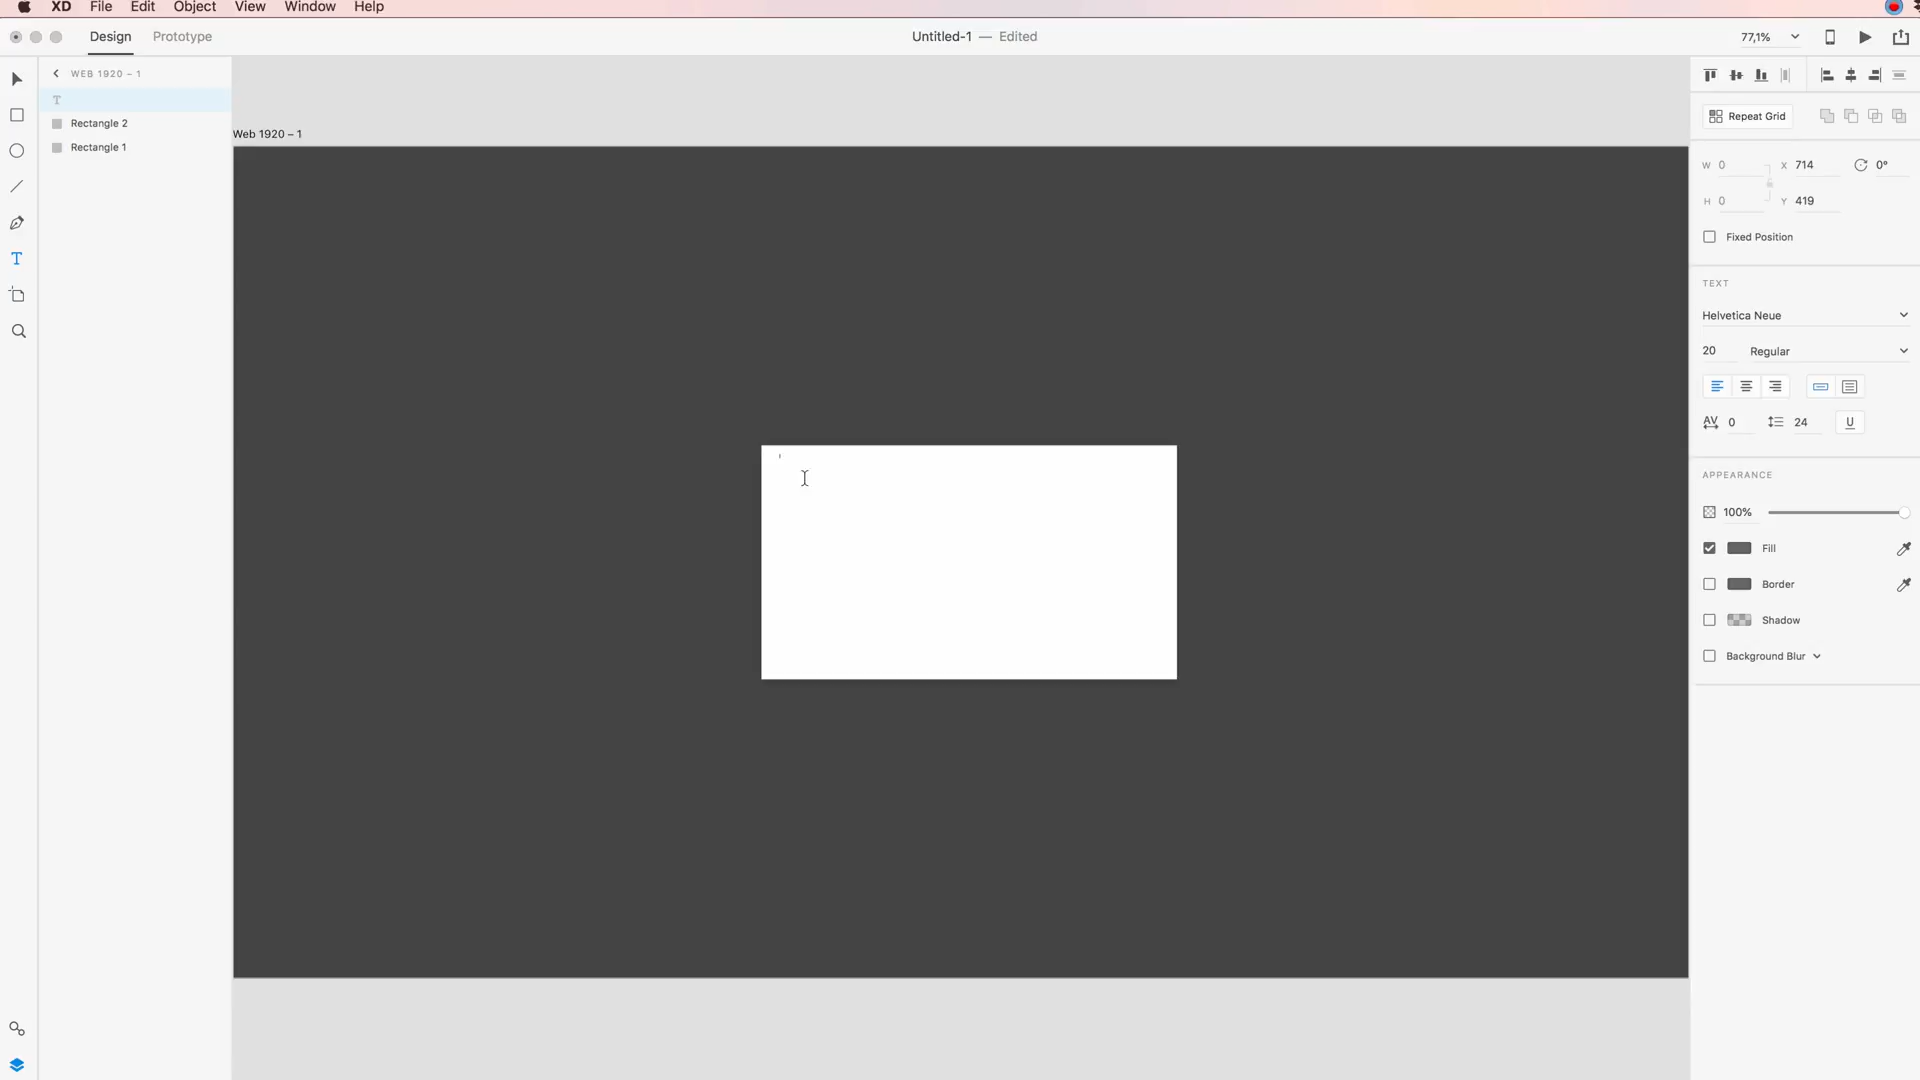 XD File Edit Object View Window Help
Design Prototype
Untitled-1 — Edited
77,1%
WEB 1920 – 1
T
Rectangle 2
Rectangle 1
Web 1920 – 1
Repeat Grid
W 0 X 714 0°
H 0 Y 419
Fixed Position
TEXT
Helvetica Neue
20 Regular
AV 0 24 U
APPEARANCE
100%
Fill
Border
Shadow
Background Blur